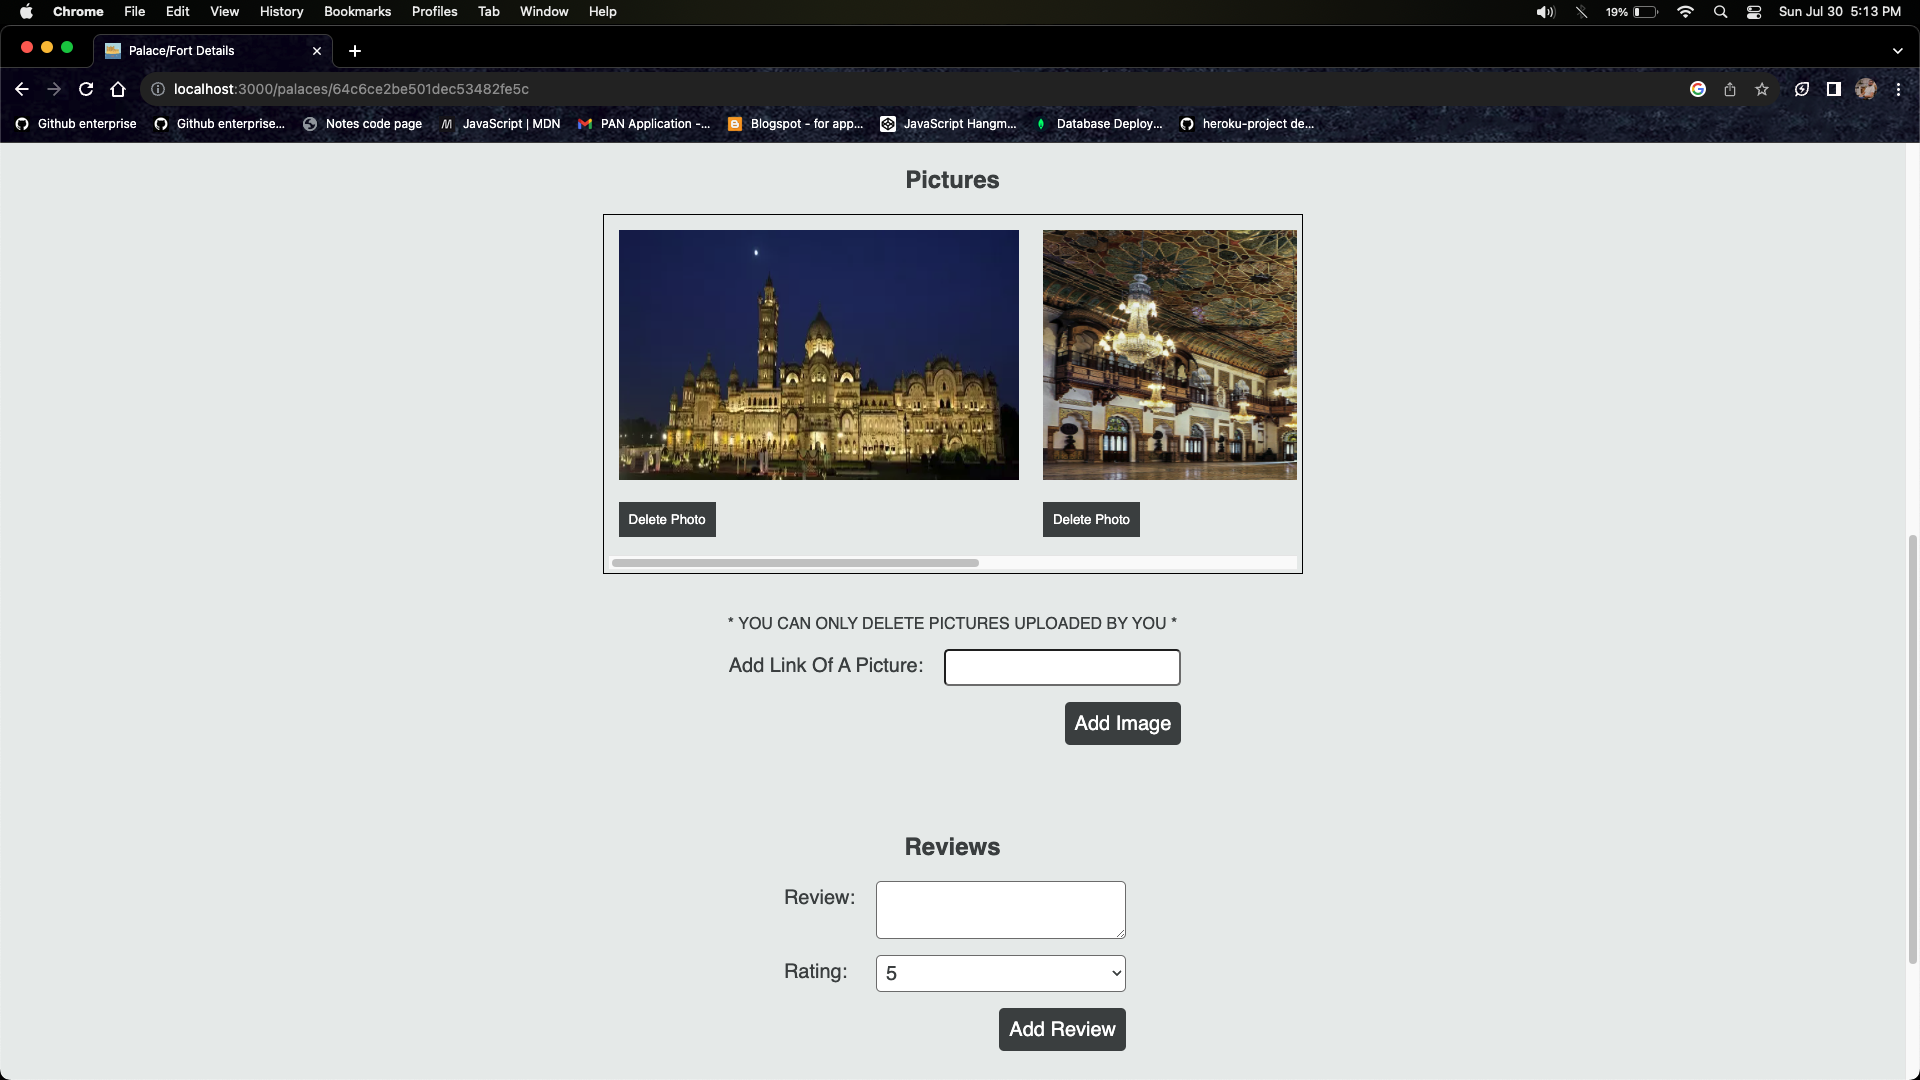 Chrome File Edit View History Bookmarks Profiles Tab Window Help 19% Sun Jul 30 5:13 PM
Palace/Fort Details
localhost:3000/palaces/64c6ce2be501dec53482fe5c
Github enterprise Github enterprise... Notes code page JavaScript | MDN PAN Application -... Blogspot - for app... JavaScript Hangm... Database Deploy... heroku-project de...
Pictures
Delete Photo Delete Photo
* YOU CAN ONLY DELETE PICTURES UPLOADED BY YOU *
Add Link Of A Picture:
Add Image
Reviews
Review:
Rating: 5
Add Review